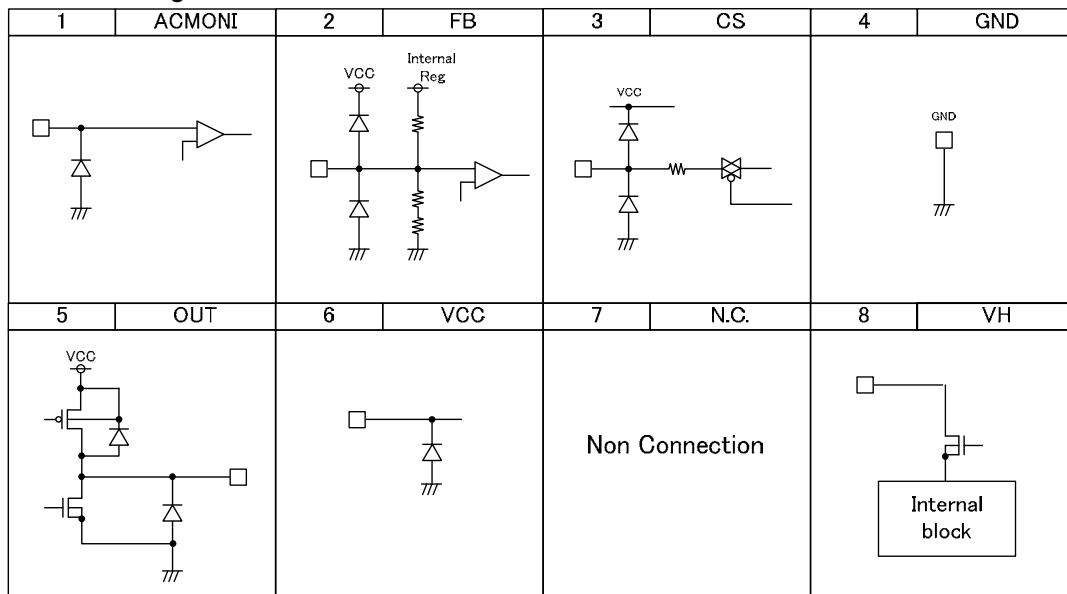 1 ACMONI 2 FB 3 CS 4 GND
VCC
Internal
Reg
VCC
GND
5 OUT 6 VCC 7 N.C. 8 VH
VCC
Non Connection
Internal
block